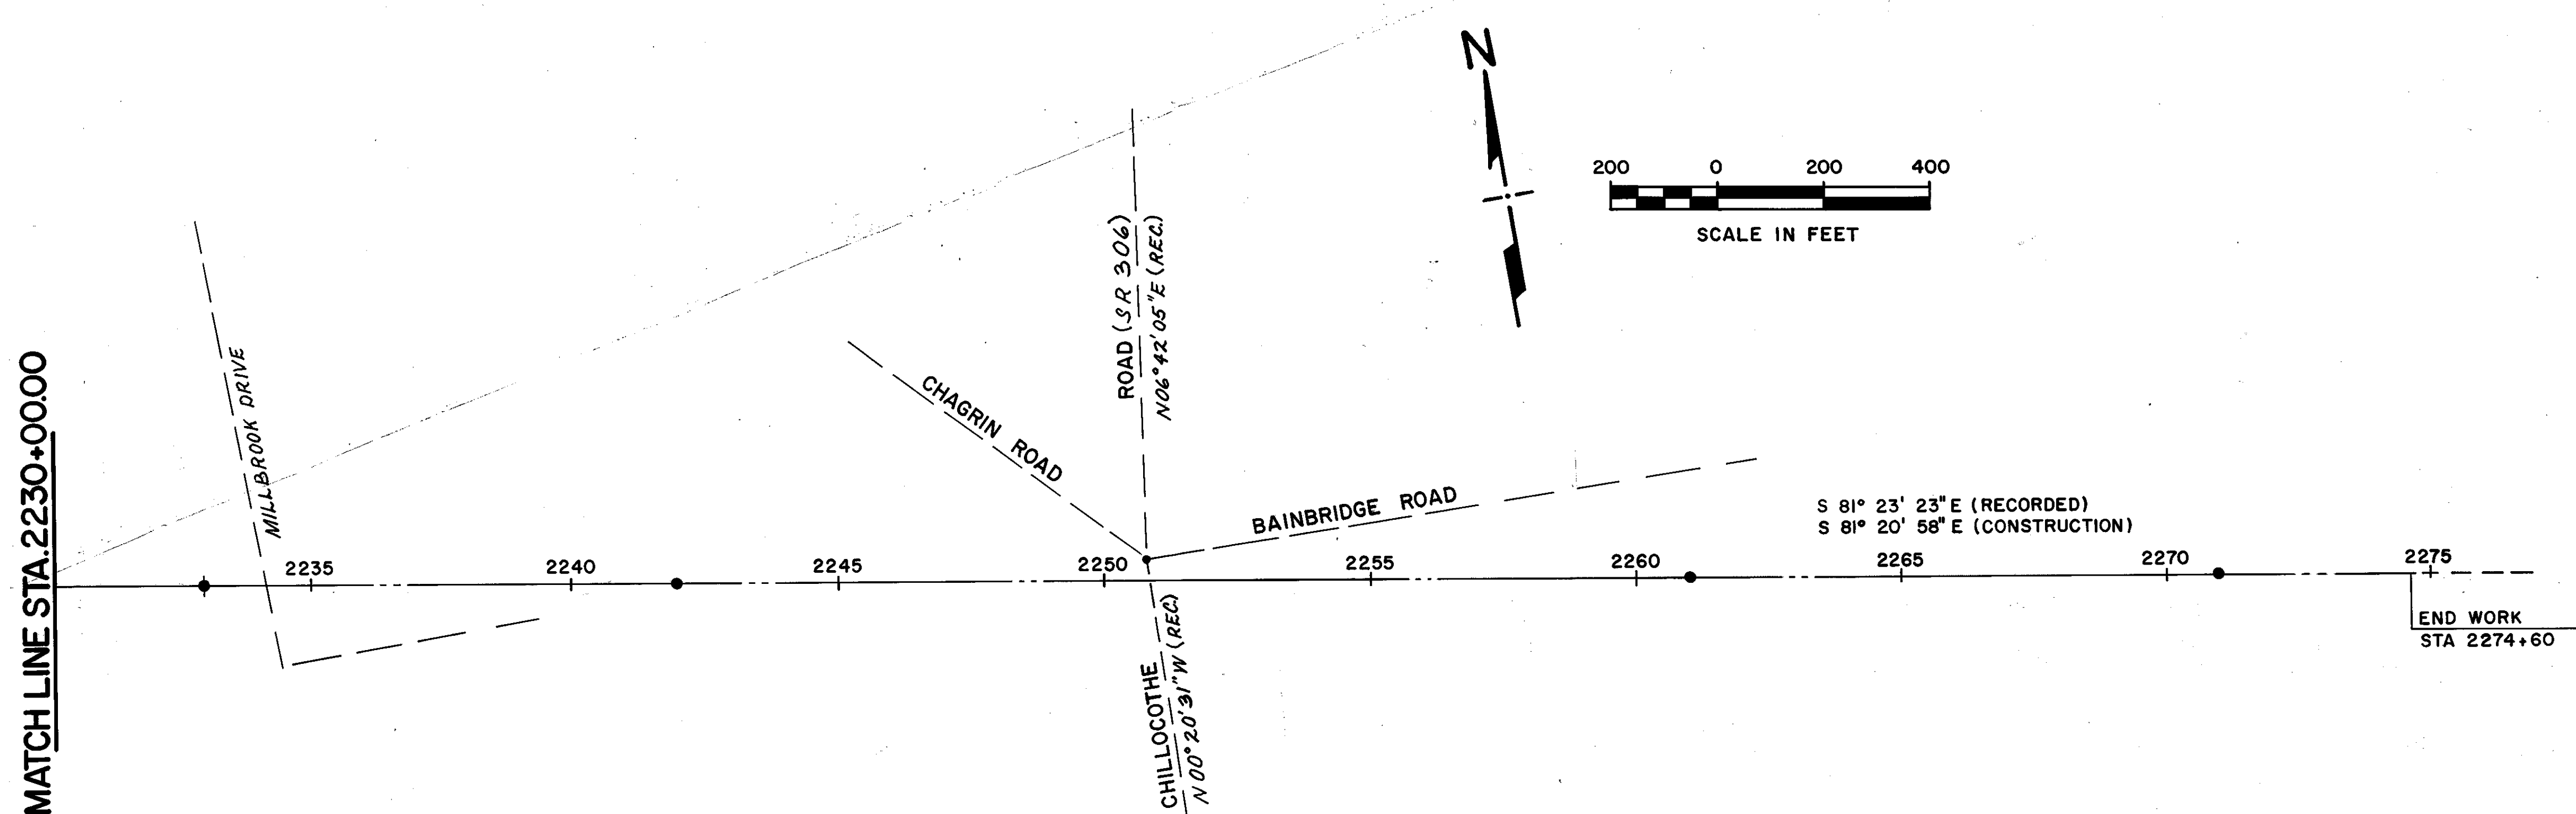 MATCH LINE STA. 2230+00.00
MILLBROOK DRIVE
CHAGRIN ROAD
ROAD (SR 306)
N06°42'05"E (REC.)
N
200 0 200 400
SCALE IN FEET
BAINBRIDGE ROAD
S 81° 23' 23" E (RECORDED)
S 81° 20' 58" E (CONSTRUCTION)
2235 2240 2245 2250 2255 2260 2265 2270 2275
CHILLOCOTHE
N00°20'31"W (REC.)
END WORK
STA 2274+60